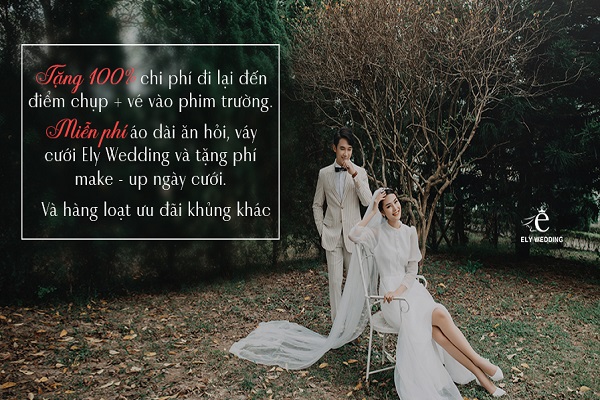 Tặng 100% chi phí đi lại đến
điểm chụp + vé vào phim trường.
Miễn phí áo dài ăn hỏi, váy
cưới Ely Wedding và tặng phí
make - up ngày cưới.
Và hàng loạt ưu đãi khủng khác
e
ELY WEDDING